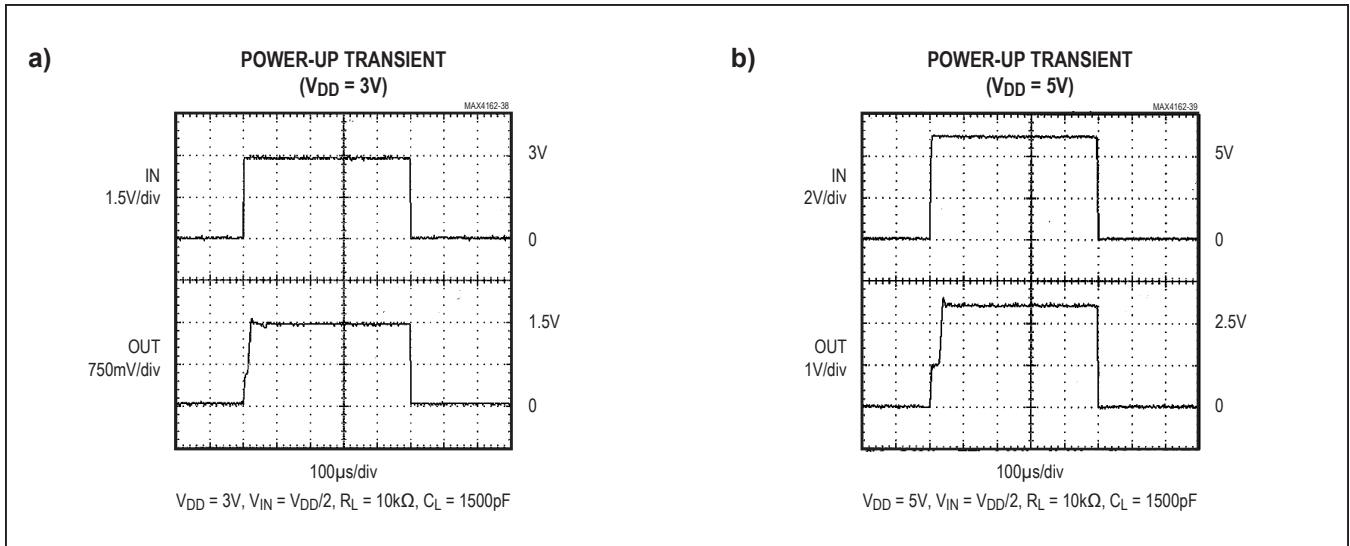 a)
POWER-UP TRANSIENT
(VDD = 3V)
MAX4162-38
IN
1.5V/div
3V
0
OUT
750mV/div
1.5V
0
100µs/div
VDD = 3V, VIN = VDD/2, RL = 10kΩ, CL = 1500pF
b)
POWER-UP TRANSIENT
(VDD = 5V)
MAX4162-39
IN
2V/div
5V
0
OUT
1V/div
2.5V
0
100µs/div
VDD = 5V, VIN = VDD/2, RL = 10kΩ, CL = 1500pF